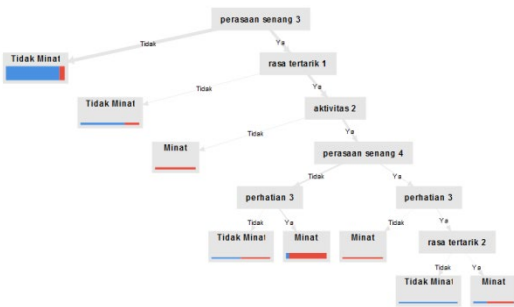 perasaan senang 3
Tidak
Ya
Tidak Minat
rasa tertarik 1
Tidak
Ya
Tidak Minat
aktivitas 2
Tidak
Ya
Minat
perasaan senang 4
Tidak
Ya
perhatian 3
perhatian 3
Tidak
Ya
Tidak
Ya
Tidak Minat
Minat
Minat
rasa tertarik 2
Tidak
Ya
Tidak Minat
Minat